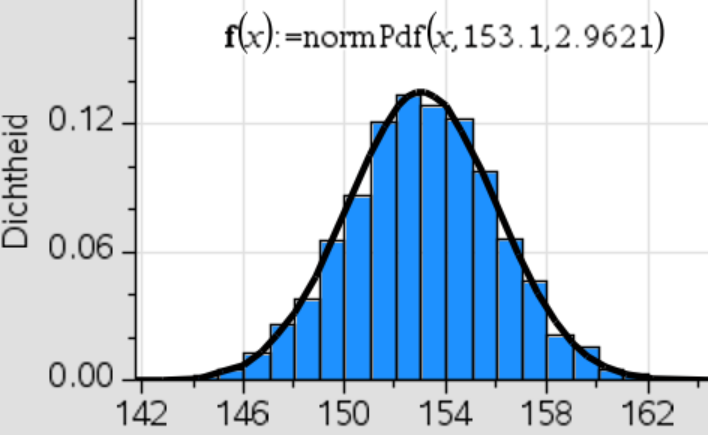 f(x):=normPdf(x,153.1,2.9621)
Dichtheid
0.12
0.06
0.00
142 146 150 154 158 162